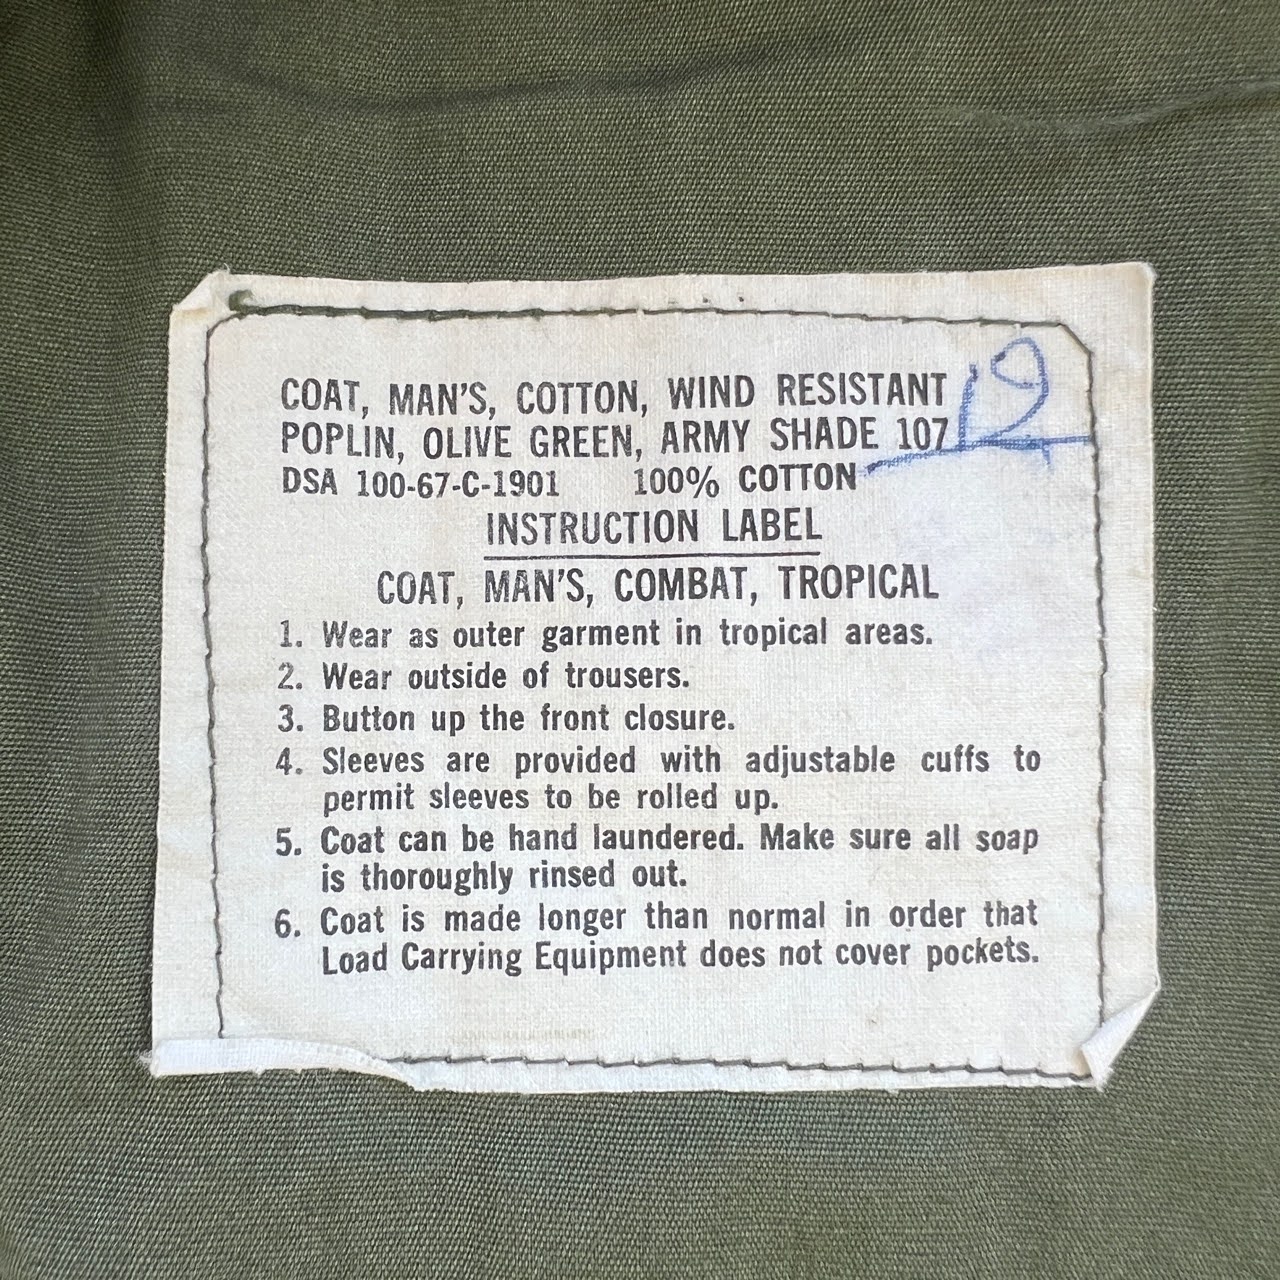 COAT, MAN'S, COTTON, WIND RESISTANT
POPLIN, OLIVE GREEN, ARMY SHADE 107
12
DSA 100-67-C-1901 100% COTTON
INSTRUCTION LABEL
COAT, MAN'S, COMBAT, TROPICAL
1. Wear as outer garment in tropical areas.
2. Wear outside of trousers.
3. Button up the front closure.
4. Sleeves are provided with adjustable cuffs to
permit sleeves to be rolled up.
5. Coat can be hand laundered. Make sure all soap
is thoroughly rinsed out.
6. Coat is made longer than normal in order that
Load Carrying Equipment does not cover pockets.